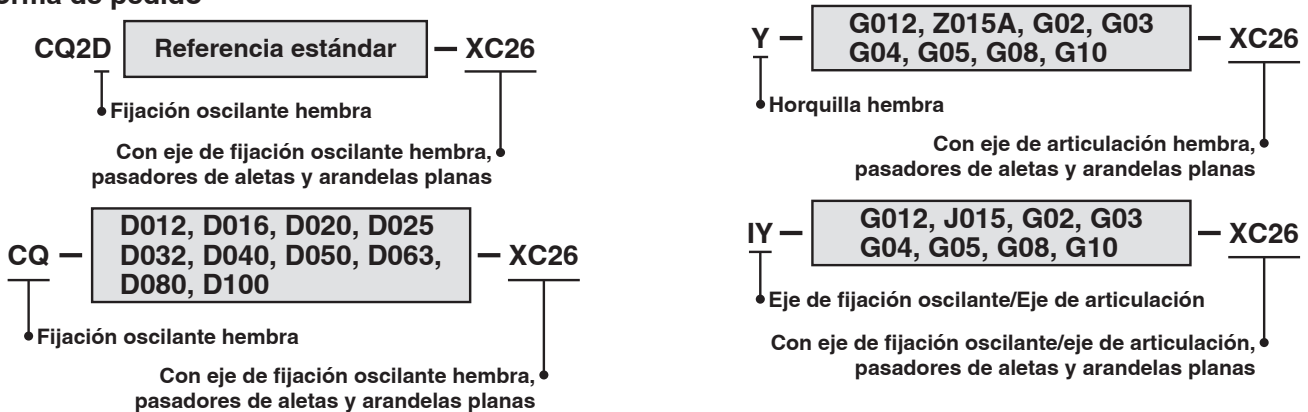 orma de pedido
CQ2D Referencia estándar – XC26
Fijación oscilante hembra
Con eje de fijación oscilante hembra,
pasadores de aletas y arandelas planas
CQ – D012, D016, D020, D025
D032, D040, D050, D063,
D080, D100 – XC26
Fijación oscilante hembra
Con eje de fijación oscilante hembra,
pasadores de aletas y arandelas planas
Y – G012, Z015A, G02, G03
G04, G05, G08, G10 – XC26
Horquilla hembra
Con eje de articulación hembra,
pasadores de aletas y arandelas planas
IY – G012, J015, G02, G03
G04, G05, G08, G10 – XC26
Eje de fijación oscilante/Eje de articulación
Con eje de fijación oscilante/eje de articulación,
pasadores de aletas y arandelas planas